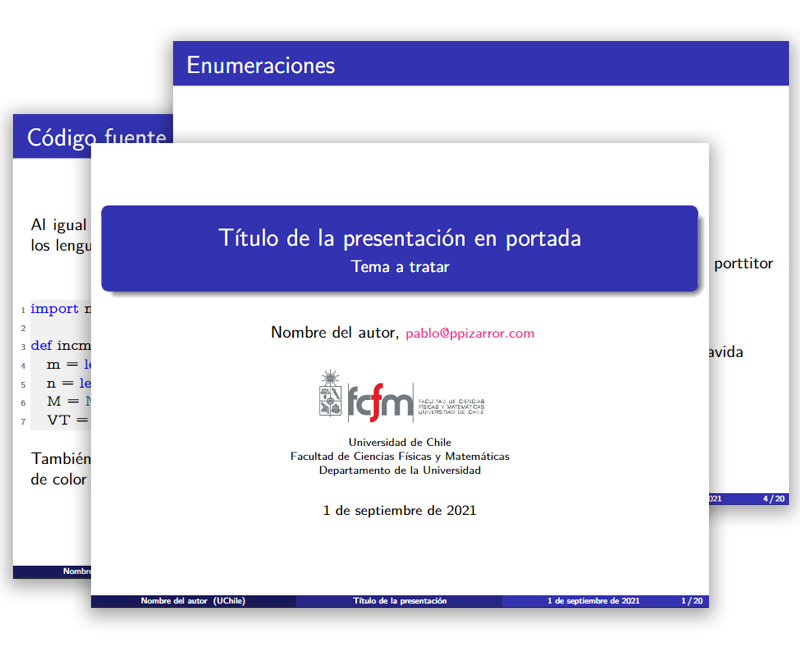 Enumeraciones
porttitor
avida
021 4 / 20
Código fuente
Al igual
los lengu
1 import n
2
3 def incm
4 m = le
5 n = le
6 M = N
7 VT =
También
de color
Nombre
Título de la presentación en portada
Tema a tratar
Nombre del autor, pablo@ppizarror.com
fcfm
FACULTAD DE CIENCIAS
FÍSICAS Y MATEMÁTICAS
UNIVERSIDAD DE CHILE
Universidad de Chile
Facultad de Ciencias Físicas y Matemáticas
Departamento de la Universidad
1 de septiembre de 2021
Nombre del autor (UChile) Título de la presentación 1 de septiembre de 2021 1 / 20